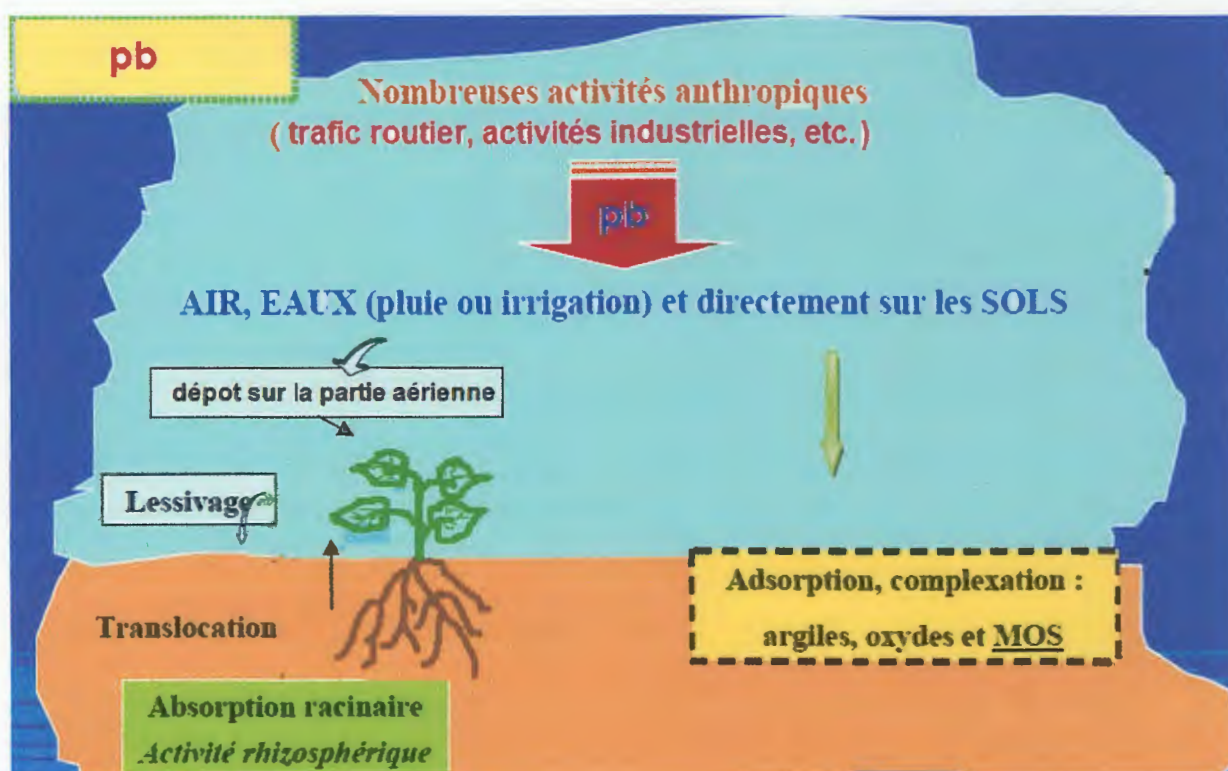 pb
Nombreuses activités anthropiques
( trafic routier, activités industrielles, etc.)
pb
AIR, EAUX (pluie ou irrigation) et directement sur les SOLS
dépot sur la partie aérienne
Lessivage
Adsorption, complexation :
argiles, oxydes et MOS
Translocation
Absorption racinaire
Activité rhizosphérique